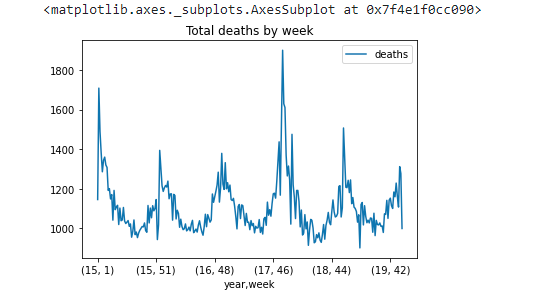 <matplotlib.axes._subplots.AxesSubplot at 0x7f4e1f0cc090>
Total deaths by week
deaths
1800
1600
1400
1200
1000
(15, 1) (15, 51) (16, 48) (17, 46) (18, 44) (19, 42)
year,week